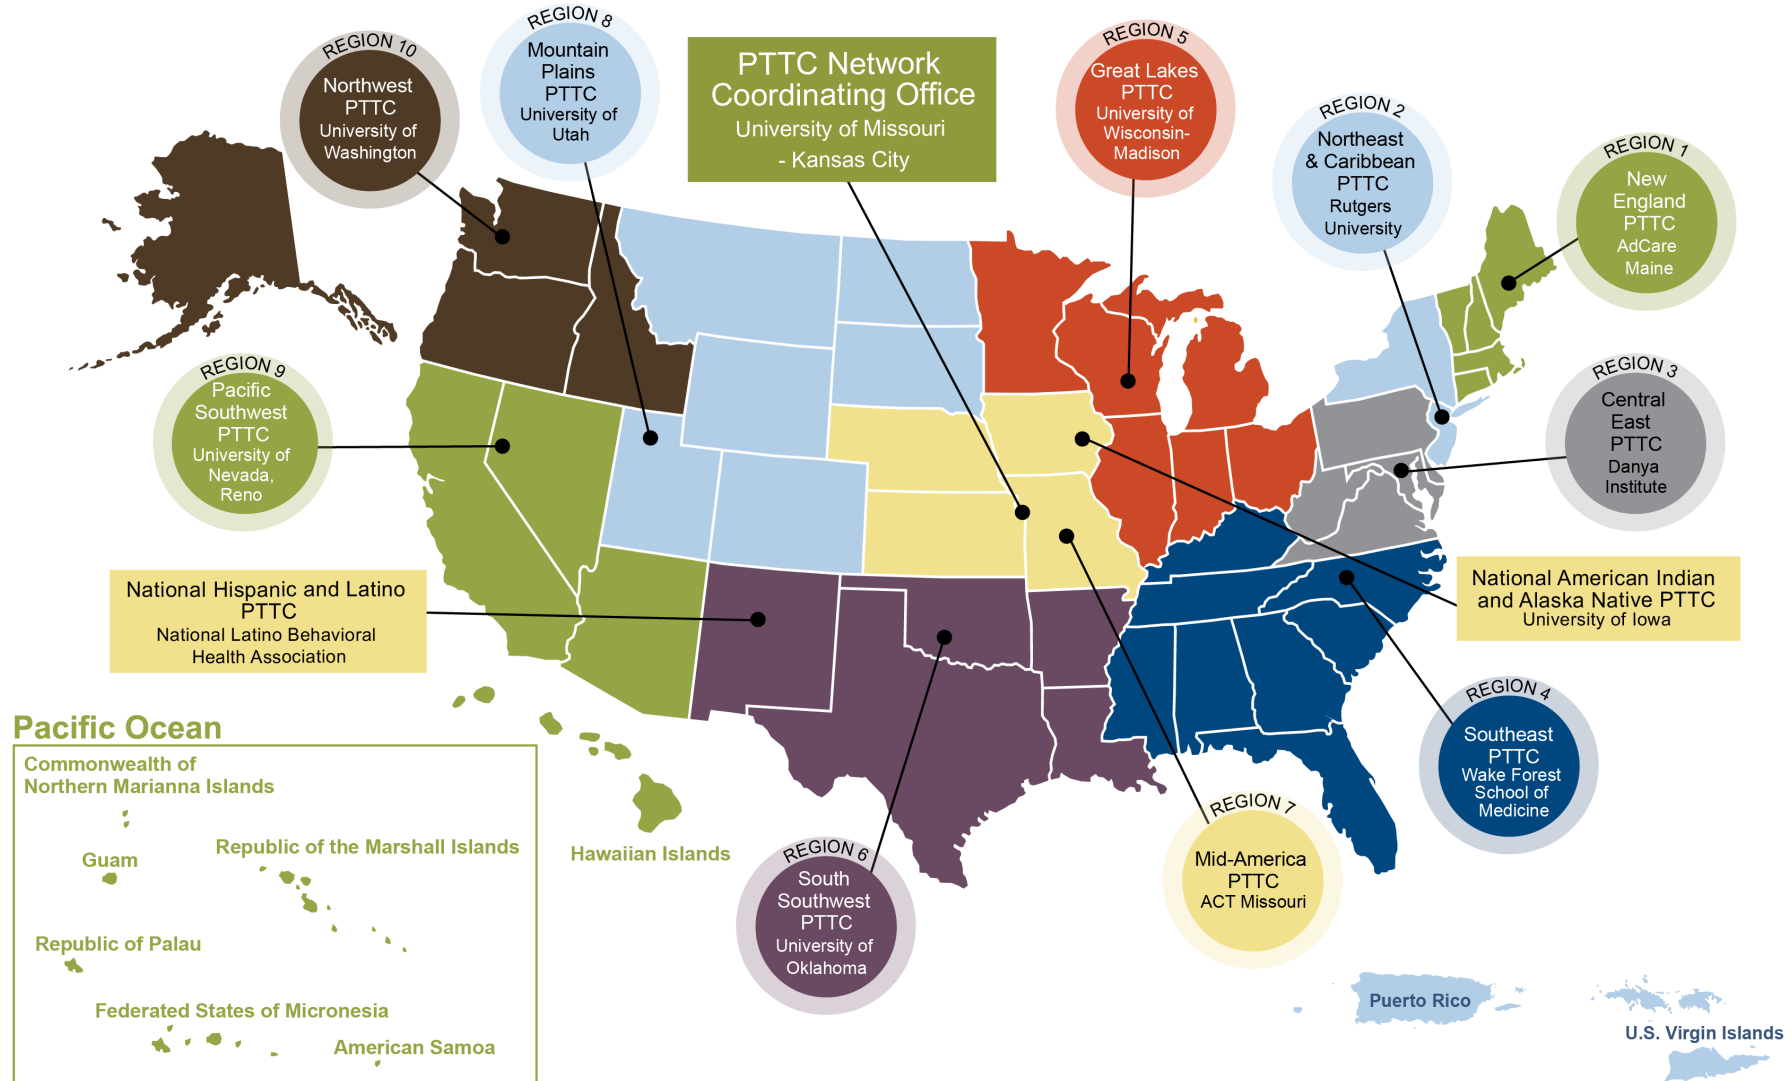 REGION 10
Northwest
PTTC
University of
Washington
REGION 8
Mountain
Plains
PTTC
University of
Utah
PTTC Network
Coordinating Office
University of Missouri
- Kansas City
REGION 5
Great Lakes
PTTC
University of
Wisconsin-
Madison
REGION 2
Northeast
& Caribbean
PTTC
Rutgers
University
REGION 1
New
England
PTTC
AdCare
Maine
REGION 9
Pacific
Southwest
PTTC
University of
Nevada,
Reno
REGION 3
Central
East
PTTC
Danya
Institute
National Hispanic and Latino
PTTC
National Latino Behavioral
Health Association
National American Indian
and Alaska Native PTTC
University of Iowa
REGION 4
Southeast
PTTC
Wake Forest
School of
Medicine
REGION 7
Mid-America
PTTC
ACT Missouri
REGION 6
South
Southwest
PTTC
University of
Oklahoma
Pacific Ocean
Commonwealth of
Northern Marianna Islands
Guam
Republic of the Marshall Islands
Republic of Palau
Federated States of Micronesia
American Samoa
Hawaiian Islands
Puerto Rico
U.S. Virgin Islands